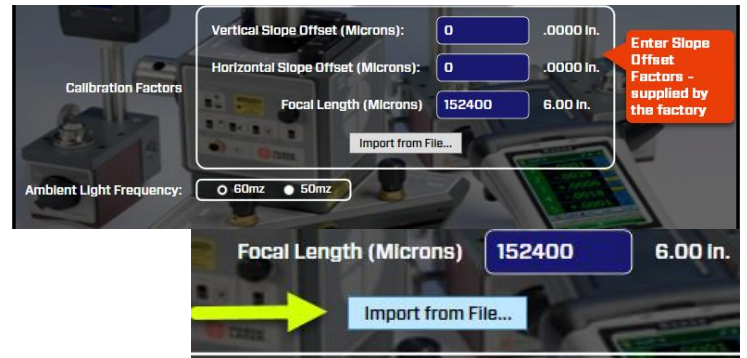 Vertical Slope Offset (Microns): 0 .0000 in.
Enter Slope
Offset
Factors -
supplied by
the factory
Horizontal Slope Offset (Microns): 0 .0000 in.
Calibration Factors
Focal Length (Microns) 152400 6.00 in.
Import from File...
Ambient Light Frequency: 60mz 50mz
Focal Length (Microns) 152400 6.00 in.
Import from File...